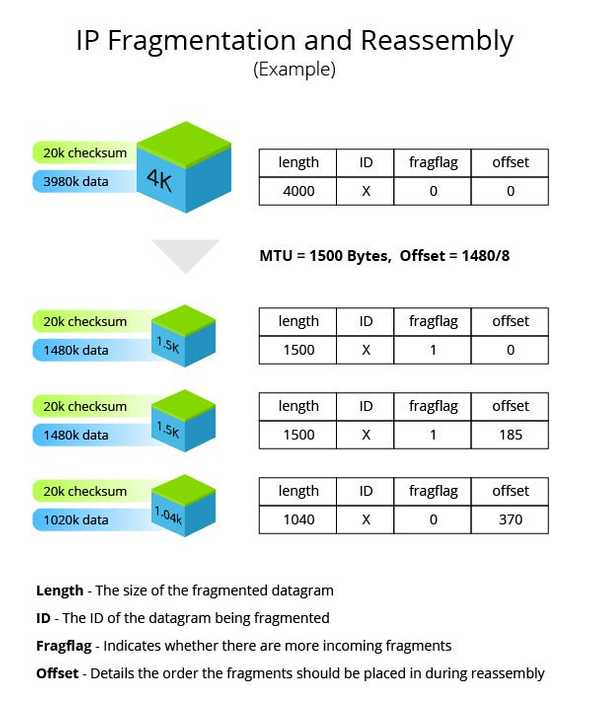 IP Fragmentation and Reassembly
(Example)
20k checksum
3980k data
4K
length ID fragflag offset
4000 X 0 0
MTU = 1500 Bytes, Offset = 1480/8
20k checksum
1480k data
1.5K
length ID fragflag offset
1500 X 1 0
20k checksum
1480k data
1.5K
length ID fragflag offset
1500 X 1 185
20k checksum
1020k data
1.04k
length ID fragflag offset
1040 X 0 370
Length - The size of the fragmented datagram
ID - The ID of the datagram being fragmented
Fragflag - Indicates whether there are more incoming fragments
Offset - Details the order the fragments should be placed in during reassembly